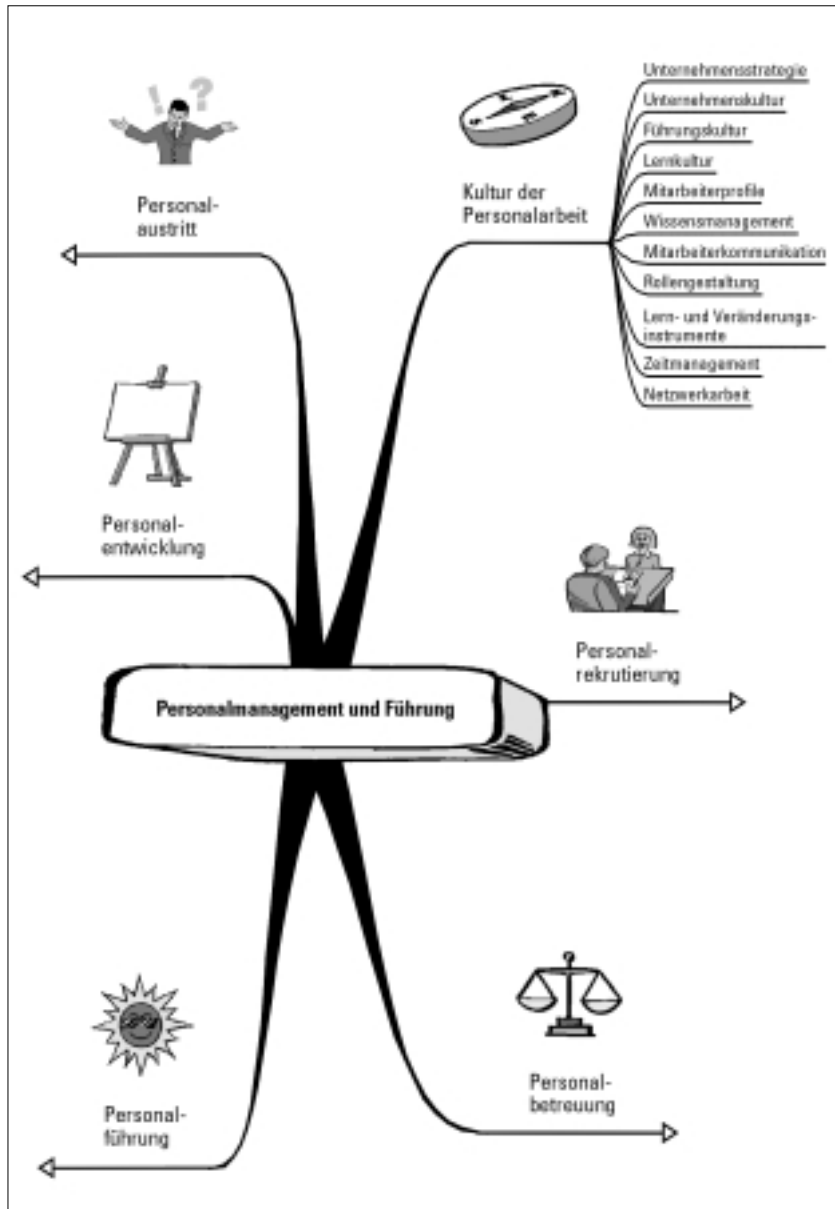 ! ?
Personal-
austritt
N
E
S
Kultur der
Personalarbeit
Unternehmensstrategie
Unternehmenskultur
Führungskultur
Lernkultur
Mitarbeiterprofile
Wissensmanagement
Mitarbeiterkommunikation
Rollengestaltung
Lern- und Veränderungs-
instrumente
Zeitmanagement
Netzwerkarbeit
Personal-
entwicklung
Personal-
rekrutierung
Personalmanagement und Führung
Personal-
führung
Personal-
betreuung